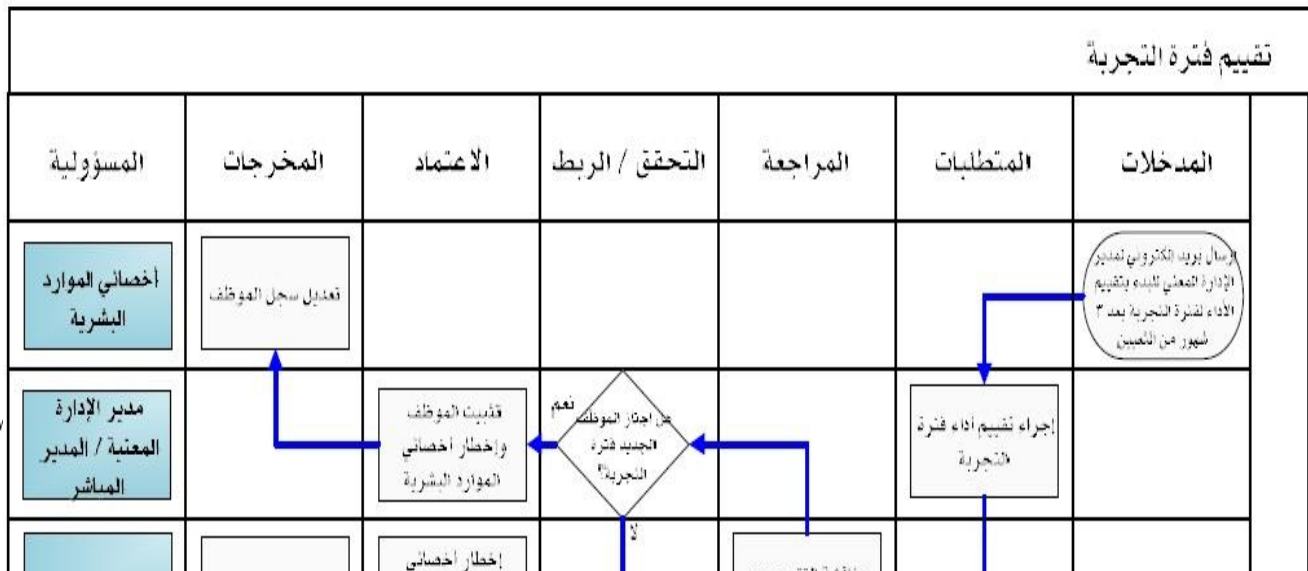 تقييم فترة التجربة
المدخلات
المتطلبات
المراجعة
التحقق / الربط
الاعتماد
المخرجات
المسؤولية
إرسال بريد إلكتروني لمدير
الإدارة المعني للبدء بتقييم
الأداء لفترة التجربة بعد ٣
شهور من التعيين
تعديل سجل الموظف
أخصائي الموارد
البشرية
إجراء تقييم أداء فترة
التجربة
هل اجتاز الموظف
الجديد فترة
التجربة؟
نعم
لا
تثبيت الموظف
وإخطار أخصائي
الموارد البشرية
مدير الإدارة
المعنية / المدير
المباشر
إخطار أخصائي